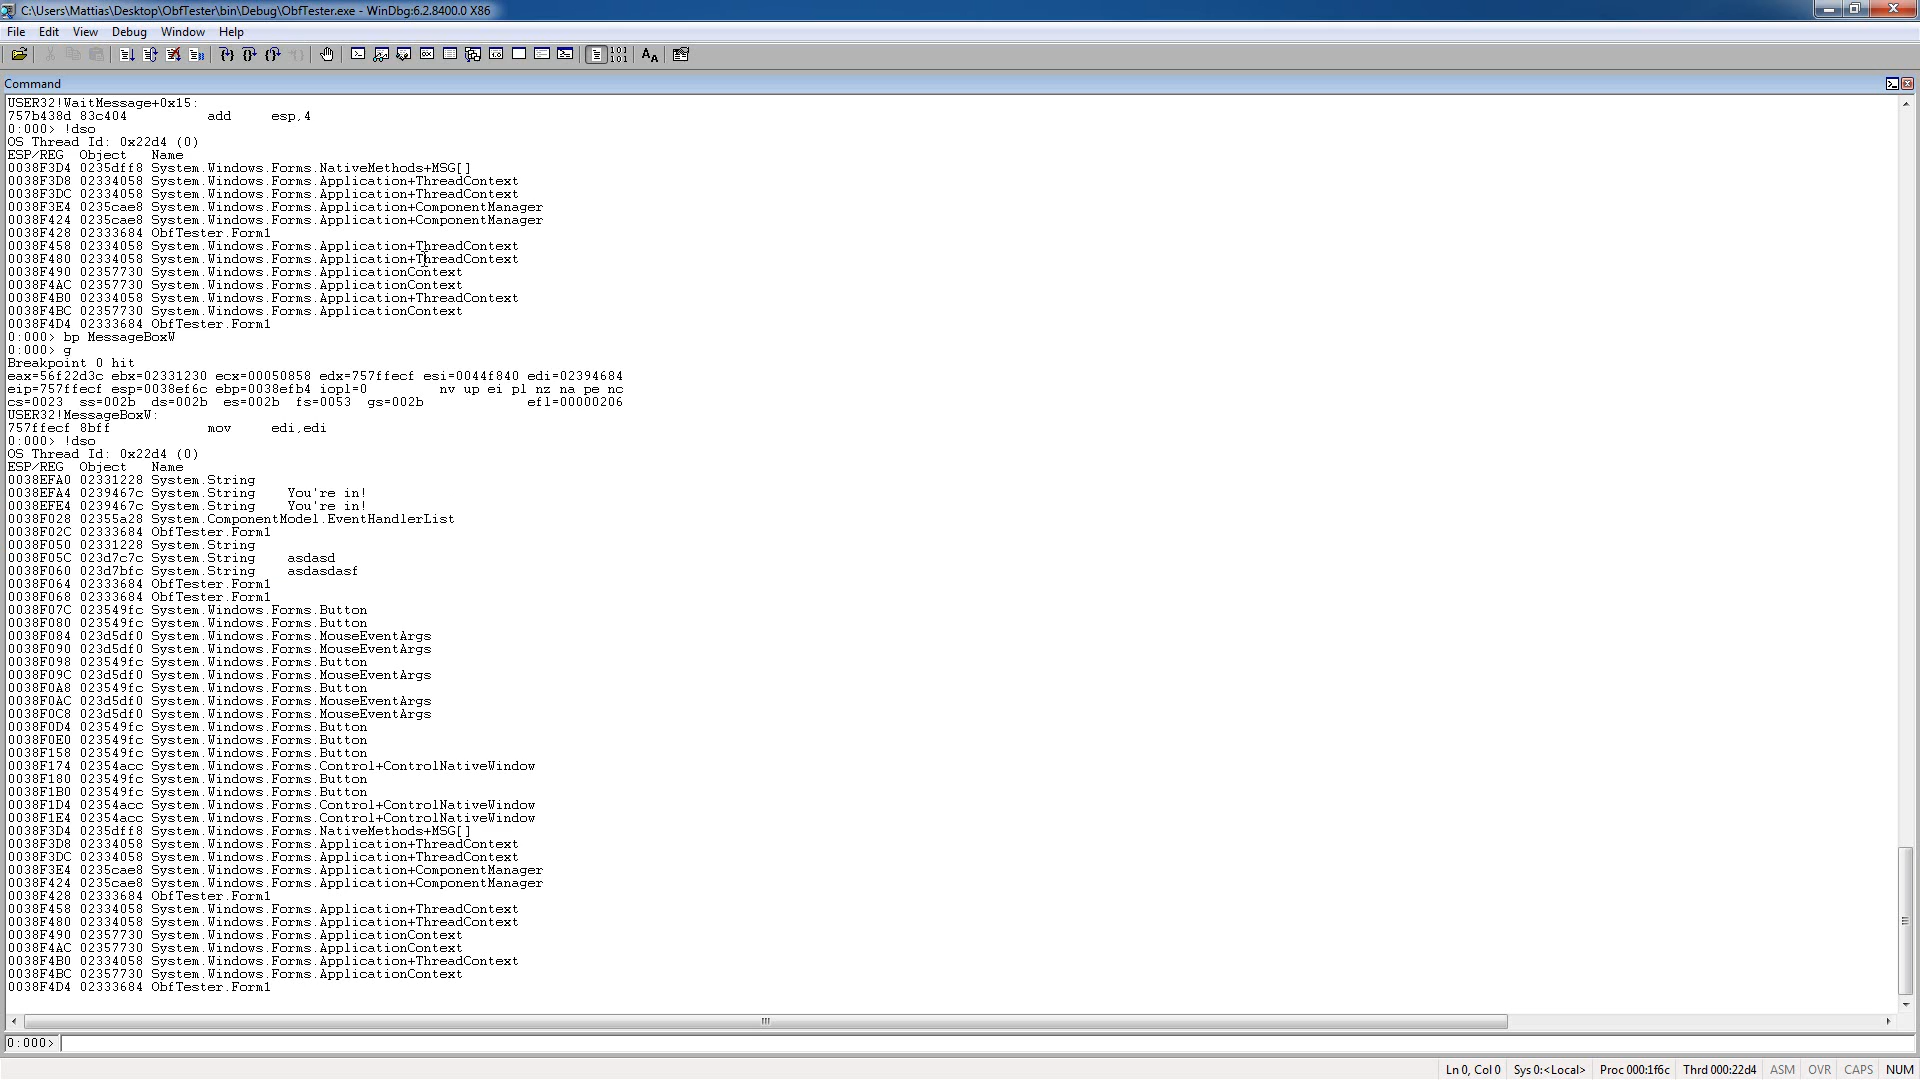 C:\Users\Mattias\Desktop\ObfTester\bin\Debug\ObfTester.exe - WinDbg:6.2.8400.0 X86
File Edit View Debug Window Help
Command
USER32!WaitMessage+0x15:
757b438d 83c404          add     esp,4
0:000> !dso
OS Thread Id: 0x22d4 (0)
ESP/REG  Object   Name
0038F3D4 0235dff8 System.Windows.Forms.NativeMethods+MSG[]
0038F3D8 02334058 System.Windows.Forms.Application+ThreadContext
0038F3DC 02334058 System.Windows.Forms.Application+ThreadContext
0038F3E4 0235cae8 System.Windows.Forms.Application+ComponentManager
0038F424 0235cae8 System.Windows.Forms.Application+ComponentManager
0038F428 02333684 ObfTester.Form1
0038F458 02334058 System.Windows.Forms.Application+ThreadContext
0038F480 02334058 System.Windows.Forms.Application+ThreadContext
0038F490 02357730 System.Windows.Forms.ApplicationContext
0038F4AC 02357730 System.Windows.Forms.ApplicationContext
0038F4B0 02334058 System.Windows.Forms.Application+ThreadContext
0038F4BC 02357730 System.Windows.Forms.ApplicationContext
0038F4D4 02333684 ObfTester.Form1
0:000> bp MessageBoxW
0:000> g
Breakpoint 0 hit
eax=56f22d3c ebx=02331230 ecx=00050858 edx=757ffecf esi=0044f840 edi=02394684
eip=757ffecf esp=0038ef6c ebp=0038efb4 iopl=0         nv up ei pl nz na pe nc
cs=0023  ss=002b  ds=002b  es=002b  fs=0053  gs=002b             efl=00000206
USER32!MessageBoxW:
757ffecf 8bff            mov     edi,edi
0:000> !dso
OS Thread Id: 0x22d4 (0)
ESP/REG  Object   Name
0038EFA0 02331228 System.String
0038EFA4 0239467c System.String    You're in!
0038EFE4 0239467c System.String    You're in!
0038F028 02355a28 System.ComponentModel.EventHandlerList
0038F02C 02333684 ObfTester.Form1
0038F050 02331228 System.String
0038F05C 023d7c7c System.String    asdasd
0038F060 023d7bfc System.String    asdasdasf
0038F064 02333684 ObfTester.Form1
0038F068 02333684 ObfTester.Form1
0038F07C 023549fc System.Windows.Forms.Button
0038F080 023549fc System.Windows.Forms.Button
0038F084 023d5df0 System.Windows.Forms.MouseEventArgs
0038F090 023d5df0 System.Windows.Forms.MouseEventArgs
0038F098 023549fc System.Windows.Forms.Button
0038F09C 023d5df0 System.Windows.Forms.MouseEventArgs
0038F0A8 023549fc System.Windows.Forms.Button
0038F0AC 023d5df0 System.Windows.Forms.MouseEventArgs
0038F0C8 023d5df0 System.Windows.Forms.MouseEventArgs
0038F0D4 023549fc System.Windows.Forms.Button
0038F0E0 023549fc System.Windows.Forms.Button
0038F158 023549fc System.Windows.Forms.Button
0038F174 02354acc System.Windows.Forms.Control+ControlNativeWindow
0038F180 023549fc System.Windows.Forms.Button
0038F1B0 023549fc System.Windows.Forms.Button
0038F1D4 02354acc System.Windows.Forms.Control+ControlNativeWindow
0038F1E4 02354acc System.Windows.Forms.Control+ControlNativeWindow
0038F3D4 0235dff8 System.Windows.Forms.NativeMethods+MSG[]
0038F3D8 02334058 System.Windows.Forms.Application+ThreadContext
0038F3DC 02334058 System.Windows.Forms.Application+ThreadContext
0038F3E4 0235cae8 System.Windows.Forms.Application+ComponentManager
0038F424 0235cae8 System.Windows.Forms.Application+ComponentManager
0038F428 02333684 ObfTester.Form1
0038F458 02334058 System.Windows.Forms.Application+ThreadContext
0038F480 02334058 System.Windows.Forms.Application+ThreadContext
0038F490 02357730 System.Windows.Forms.ApplicationContext
0038F4AC 02357730 System.Windows.Forms.ApplicationContext
0038F4B0 02334058 System.Windows.Forms.Application+ThreadContext
0038F4BC 02357730 System.Windows.Forms.ApplicationContext
0038F4D4 02333684 ObfTester.Form1
0:000>
Ln 0, Col 0 Sys 0:<Local> Proc 000:1f6c Thrd 000:22d4 ASM OVR CAPS NUM